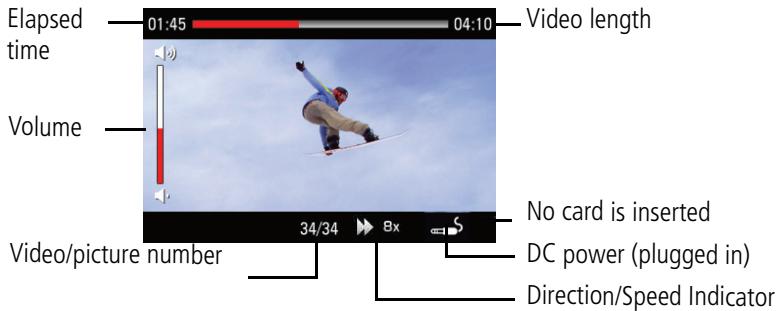 Elapsed
time
01:45
04:10
Video length
Volume
No card is inserted
34/34
8x
Video/picture number
DC power (plugged in)
Direction/Speed Indicator